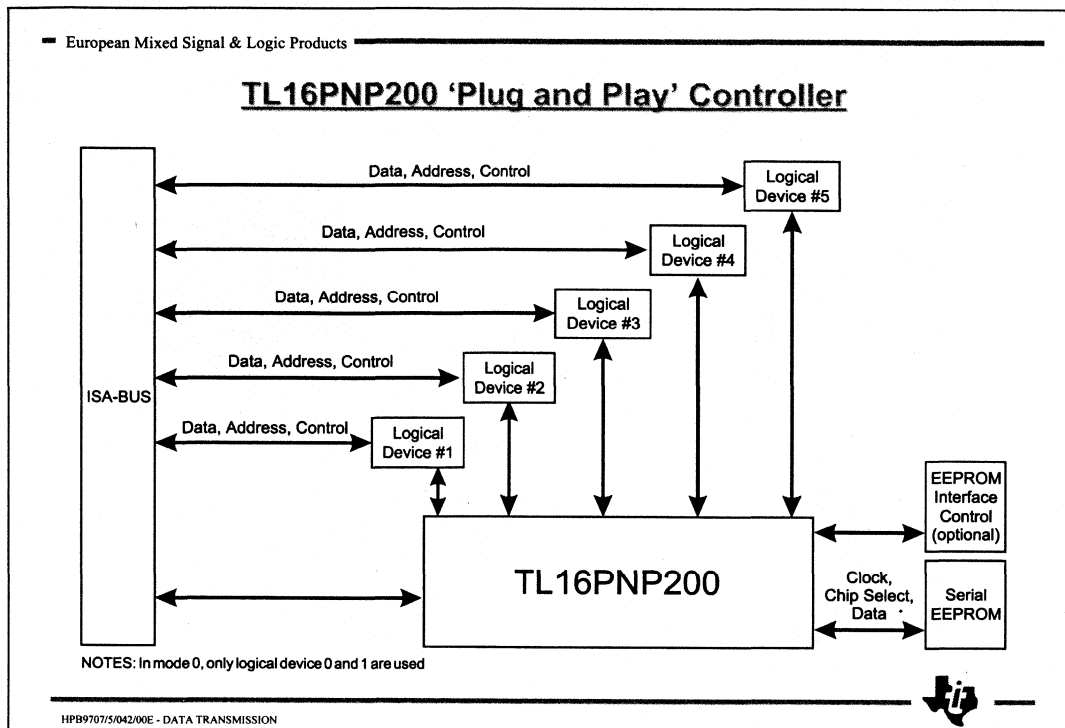 European Mixed Signal & Logic Products
TL16PNP200 'Plug and Play' Controller
Data, Address, Control
Logical
Device #5
Data, Address, Control
Logical
Device #4
Data, Address, Control
Logical
Device #3
Data, Address, Control
Logical
Device #2
ISA-BUS
Data, Address, Control
Logical
Device #1
EEPROM
Interface
Control
(optional)
TL16PNP200
Clock,
Chip Select,
Data
Serial
EEPROM
NOTES: In mode 0, only logical device 0 and 1 are used
HPB9707/5/042/00E - DATA TRANSMISSION